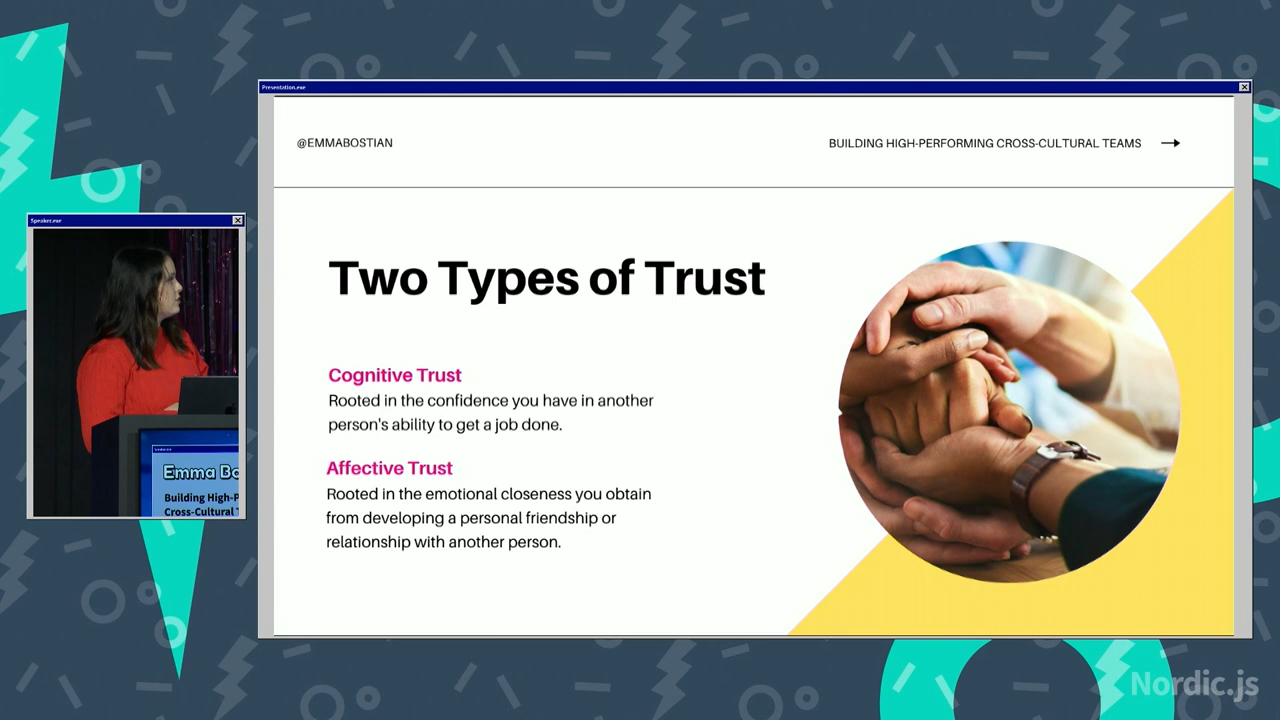 Presentation.exe
@EMMABOSTIAN
BUILDING HIGH-PERFORMING CROSS-CULTURAL TEAMS
Speaker.exe
Two Types of Trust
Cognitive Trust
Rooted in the confidence you have in another
person's ability to get a job done.
Affective Trust
Rooted in the emotional closeness you obtain
from developing a personal friendship or
relationship with another person.
Emma Bo
Building High-P
Cross-Cultural T
Nordic.js